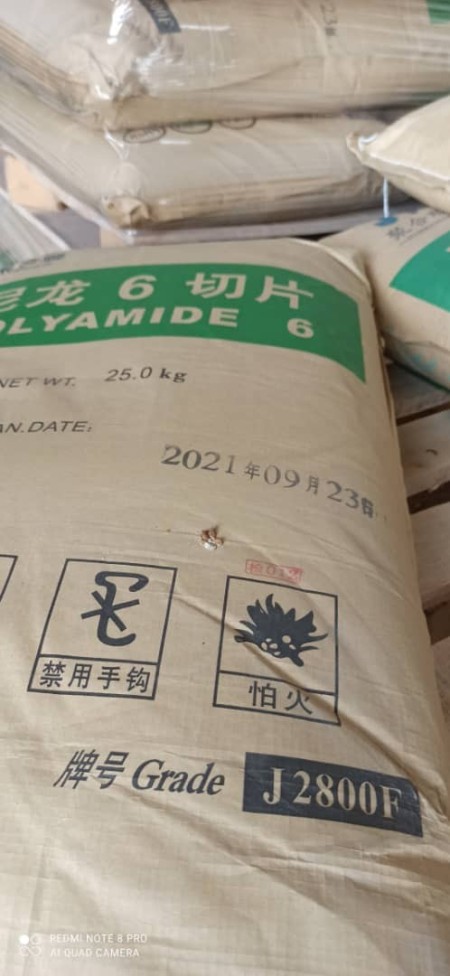 尼龙 6 切片
OLYAMIDE 6
NET WT. 25.0 kg
AN.DATE:
2021年09月23日
禁用手钩
怕火
牌号 Grade J2800F
REDMI NOTE 8 PRO
AI QUAD CAMERA